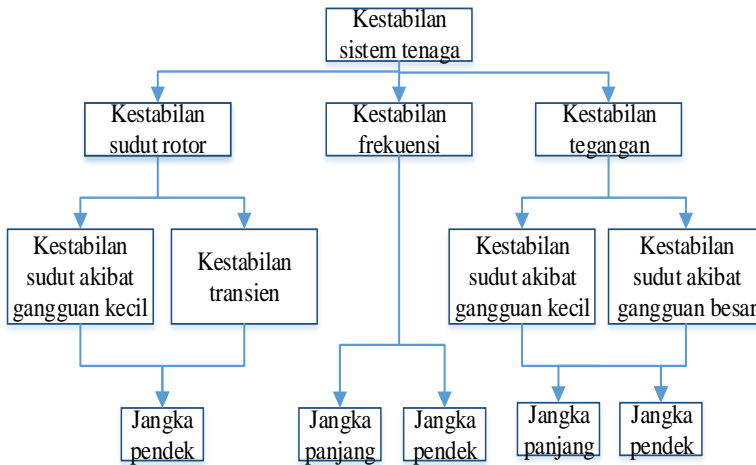 Kestabilan
sistem tenaga
Kestabilan
sudut rotor
Kestabilan
frekuensi
Kestabilan
tegangan
Kestabilan
sudut akibat
gangguan kecil
Kestabilan
transien
Kestabilan
sudut akibat
gangguan kecil
Kestabilan
sudut akibat
gangguan besar
Jangka
pendek
Jangka
panjang
Jangka
pendek
Jangka
panjang
Jangka
pendek